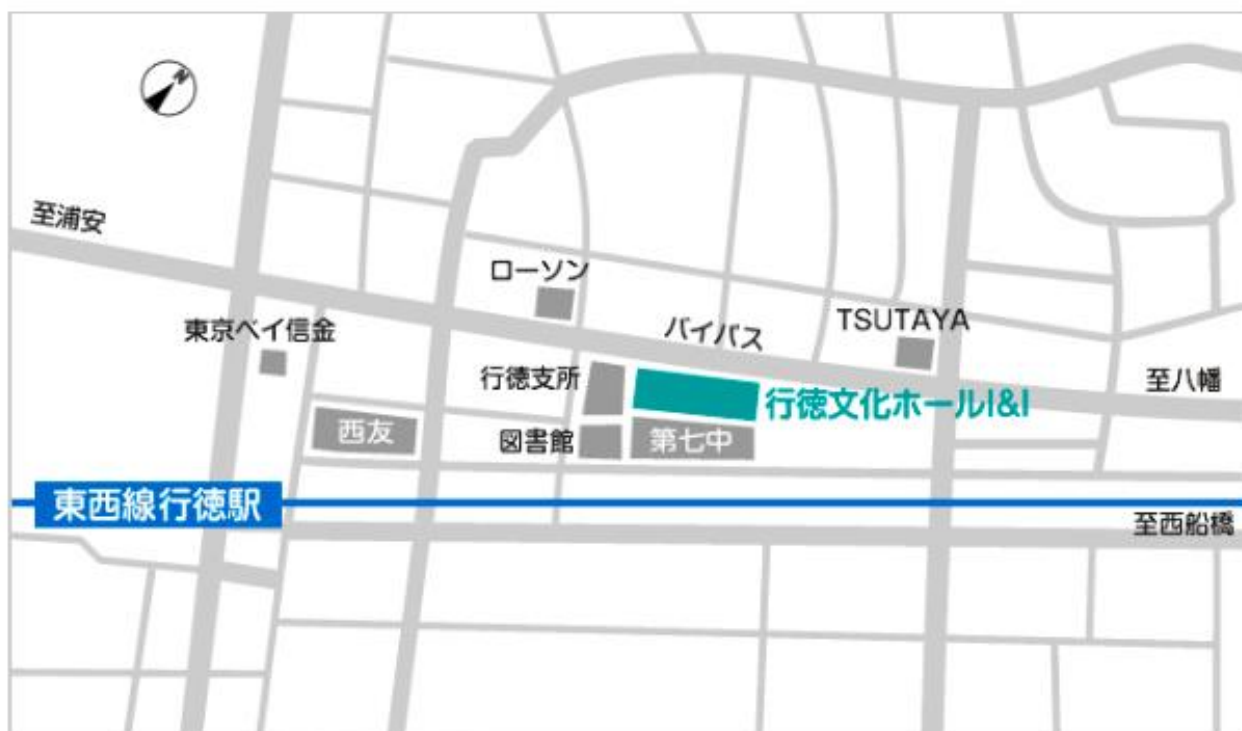 N
至浦安
ローソン
東京ベイ信金
バイパス
TSUTAYA
行徳支所
至八幡
行徳文化ホールI&I
西友
図書館
第七中
東西線行徳駅
至西船橋